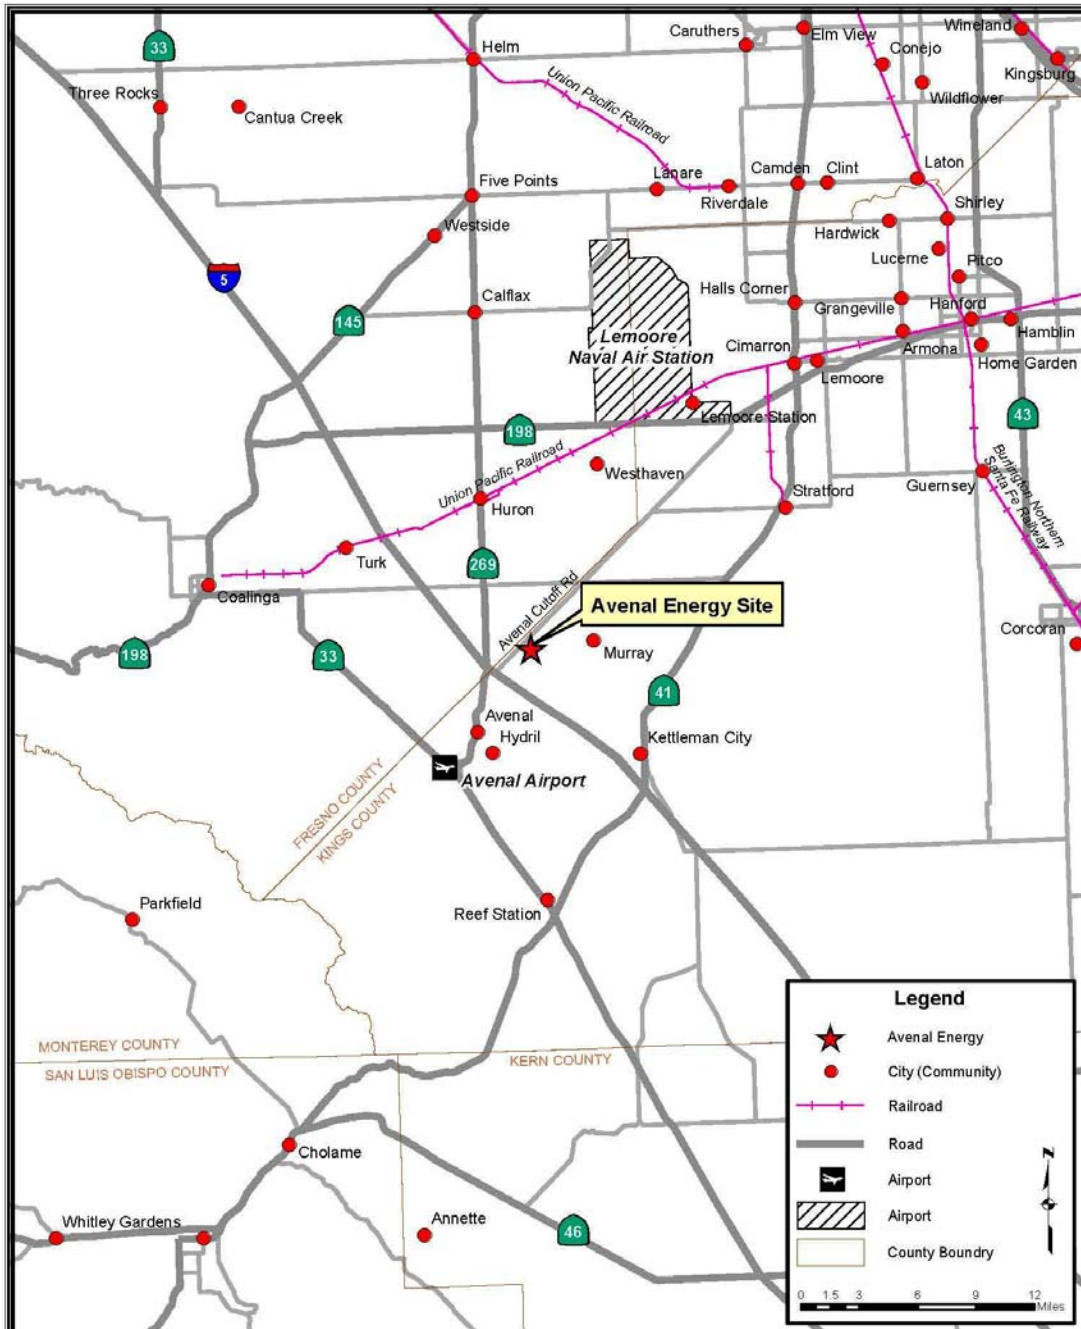 33
Helm
Caruthers
Elm View
Conejo
Wineland
Kingsburg
Wildflower
Three Rocks
Cantua Creek
Union Pacific Railroad
Five Points
Lanare
Riverdale
Camden
Clint
Laton
Westside
Hardwick
Shirley
Lucerne
Pitco
5
145
Calflax
Halls Corner
Grangeville
Hanford
Hamblin
Lemoore
Naval Air Station
Cimarron
Lemoore
Armona
Home Garden
Lemoore Station
43
198
Union Pacific Railroad
Westhaven
Huron
Stratford
Guernsey
Burlington Northern
Santa Fe Railway
Turk
269
Coalinga
Avenal Cutoff Rd
Avenal Energy Site
Corcoran
198
33
Murray
41
Avenal
Hydril
Kettleman City
Avenal Airport
FRESNO COUNTY
KINGS COUNTY
Parkfield
Reef Station
MONTEREY COUNTY
SAN LUIS OBISPO COUNTY
KERN COUNTY
Cholame
Whitley Gardens
Annette
46
Legend
Avenal Energy
City (Community)
Railroad
Road
Airport
Airport
County Boundry
N
0 1.5 3 6 9 12
Miles